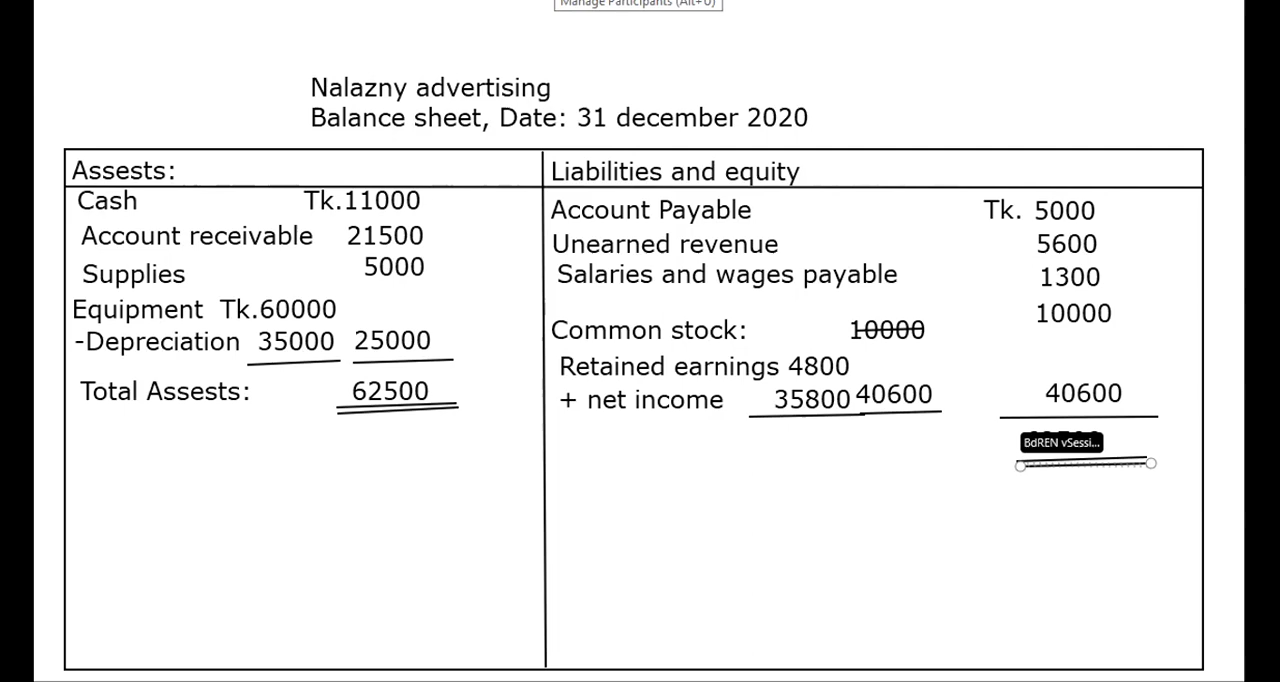 Manage Participants (Alt+U)
Nalazny advertising
Balance sheet, Date: 31 december 2020
Assests:
Cash Tk.11000
Account receivable 21500
Supplies 5000
Equipment Tk.60000
-Depreciation 35000 25000
Total Assests: 62500
Liabilities and equity
Account Payable Tk. 5000
Unearned revenue 5600
Salaries and wages payable 1300
10000
Common stock: 10000
Retained earnings 4800
+ net income 35800 40600 40600
BdREN vSessi...